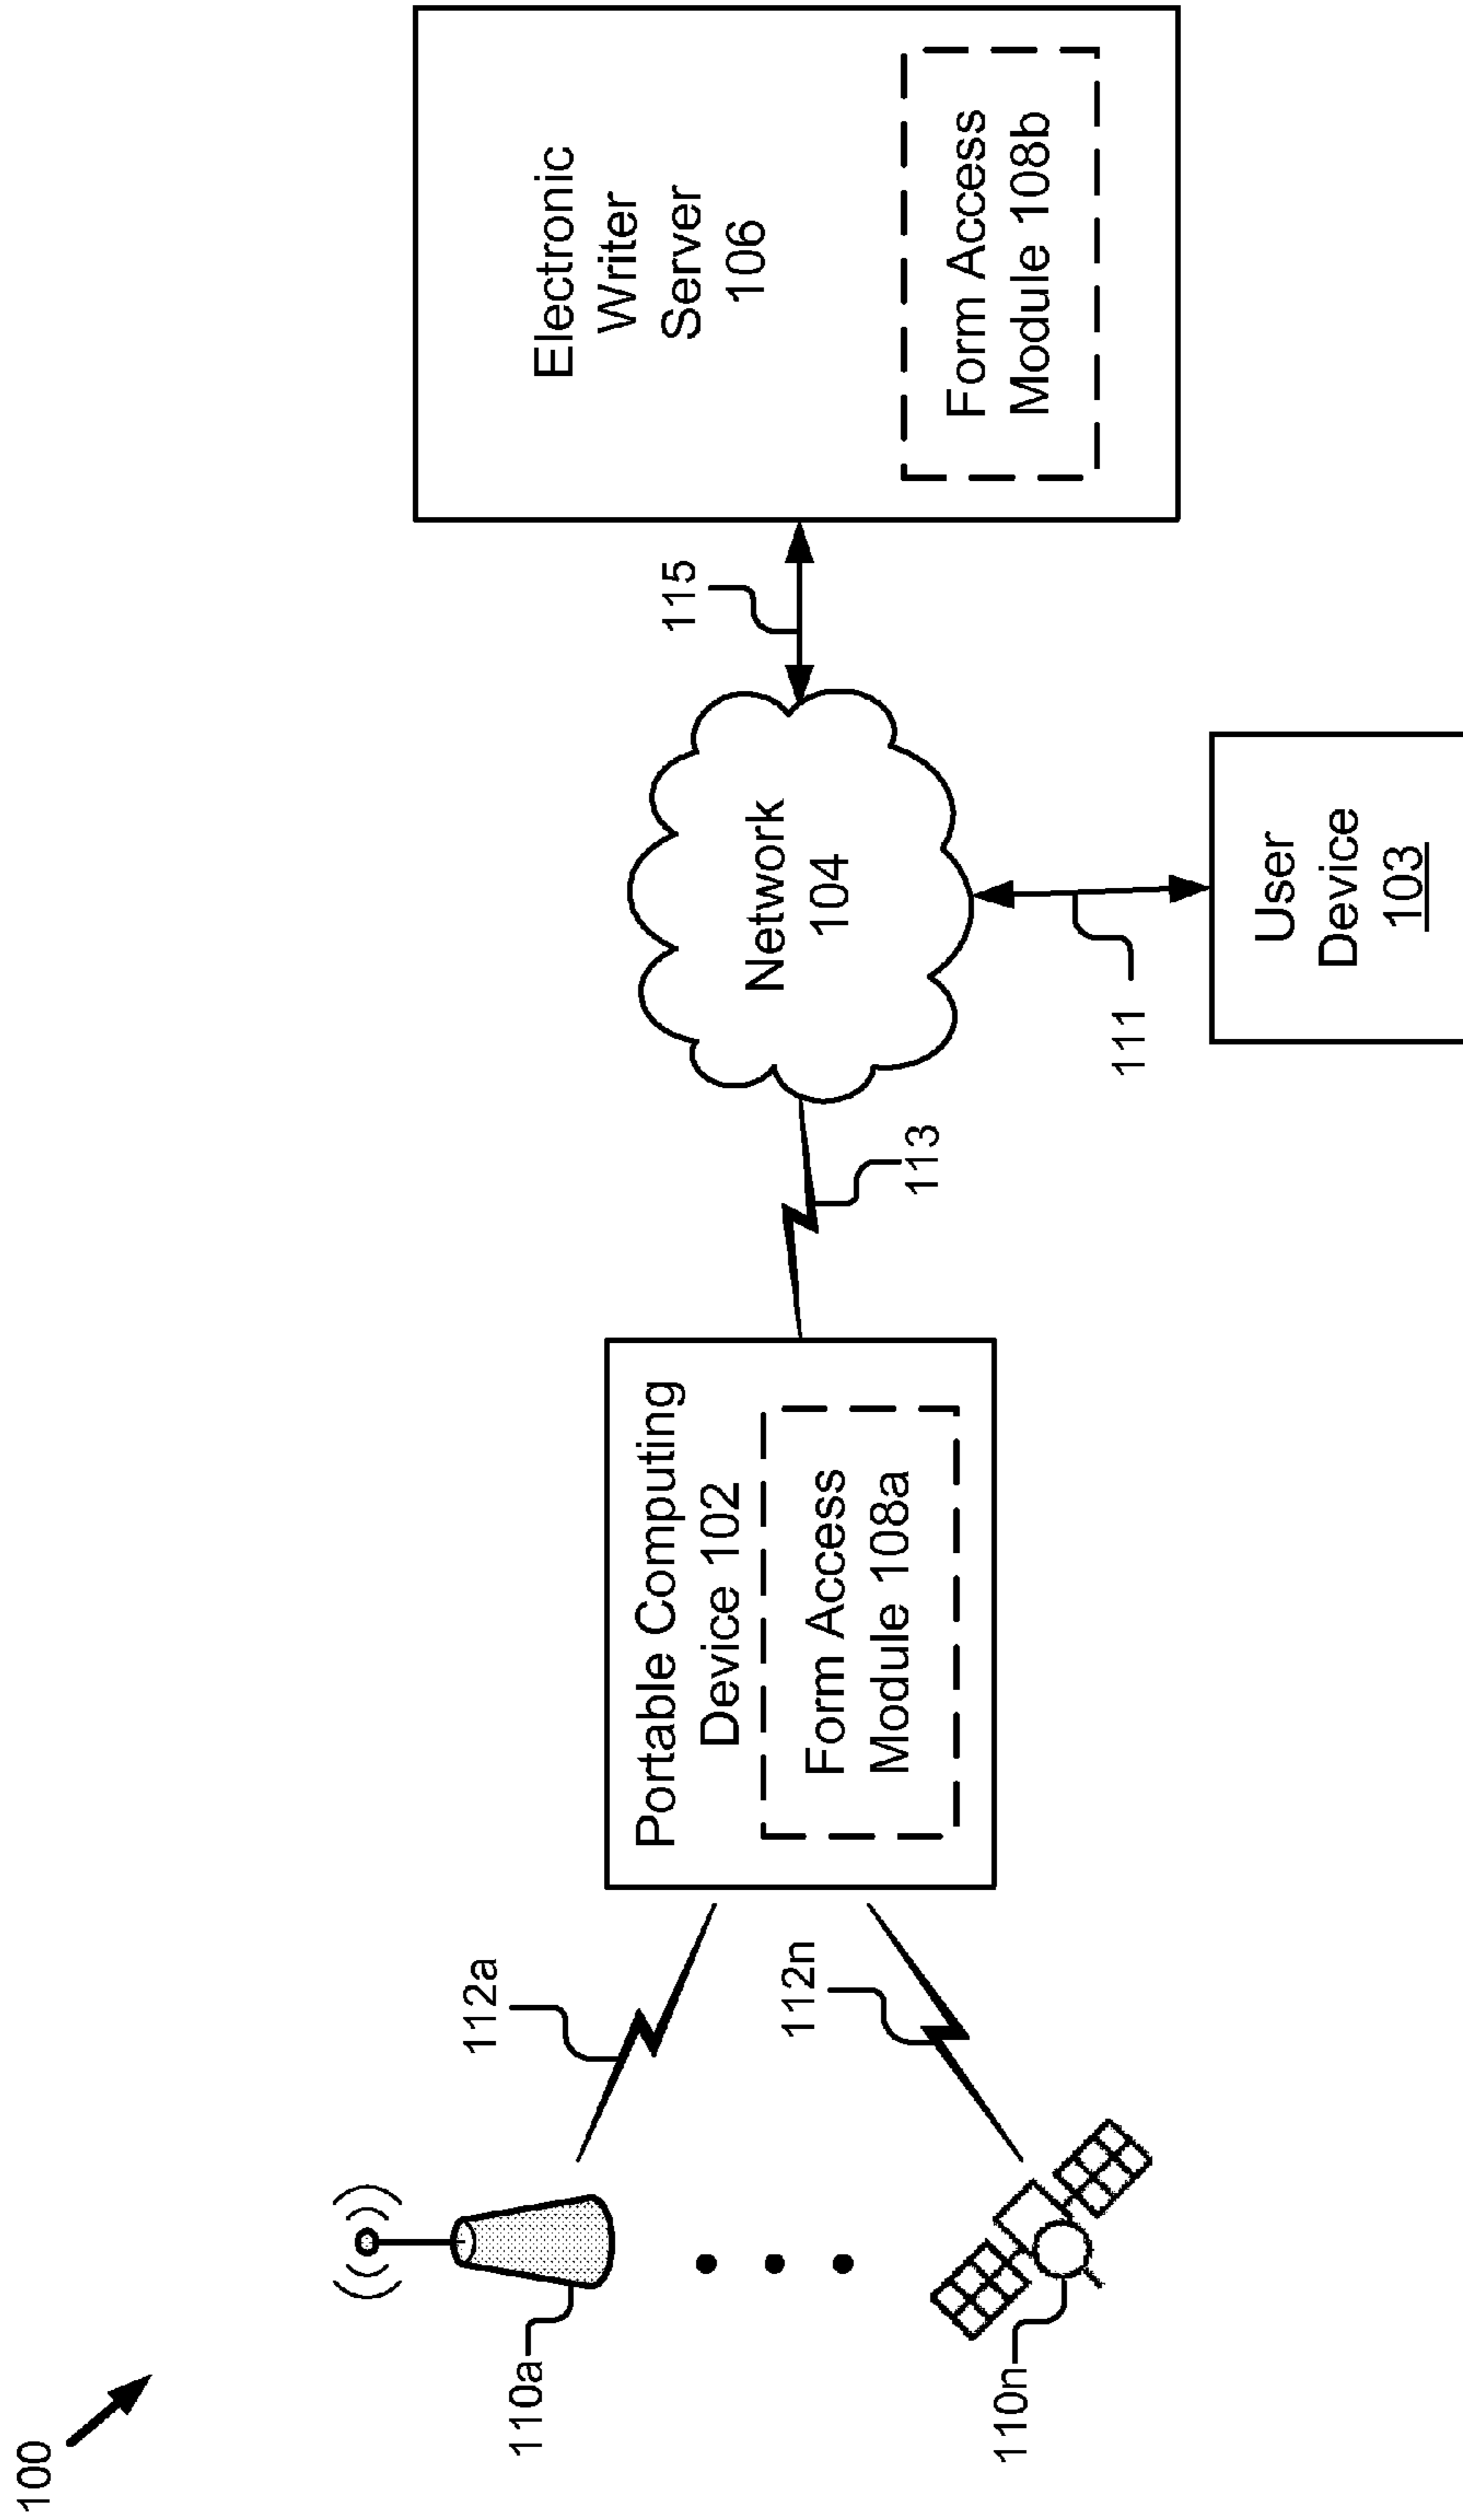 100
110a
110n
112a
112n
Portable Computing
Device 102
Form Access
Module 108a
113
Network
104
111
User
Device
103
115
Electronic
Writer
Server
106
Form Access
Module 108b